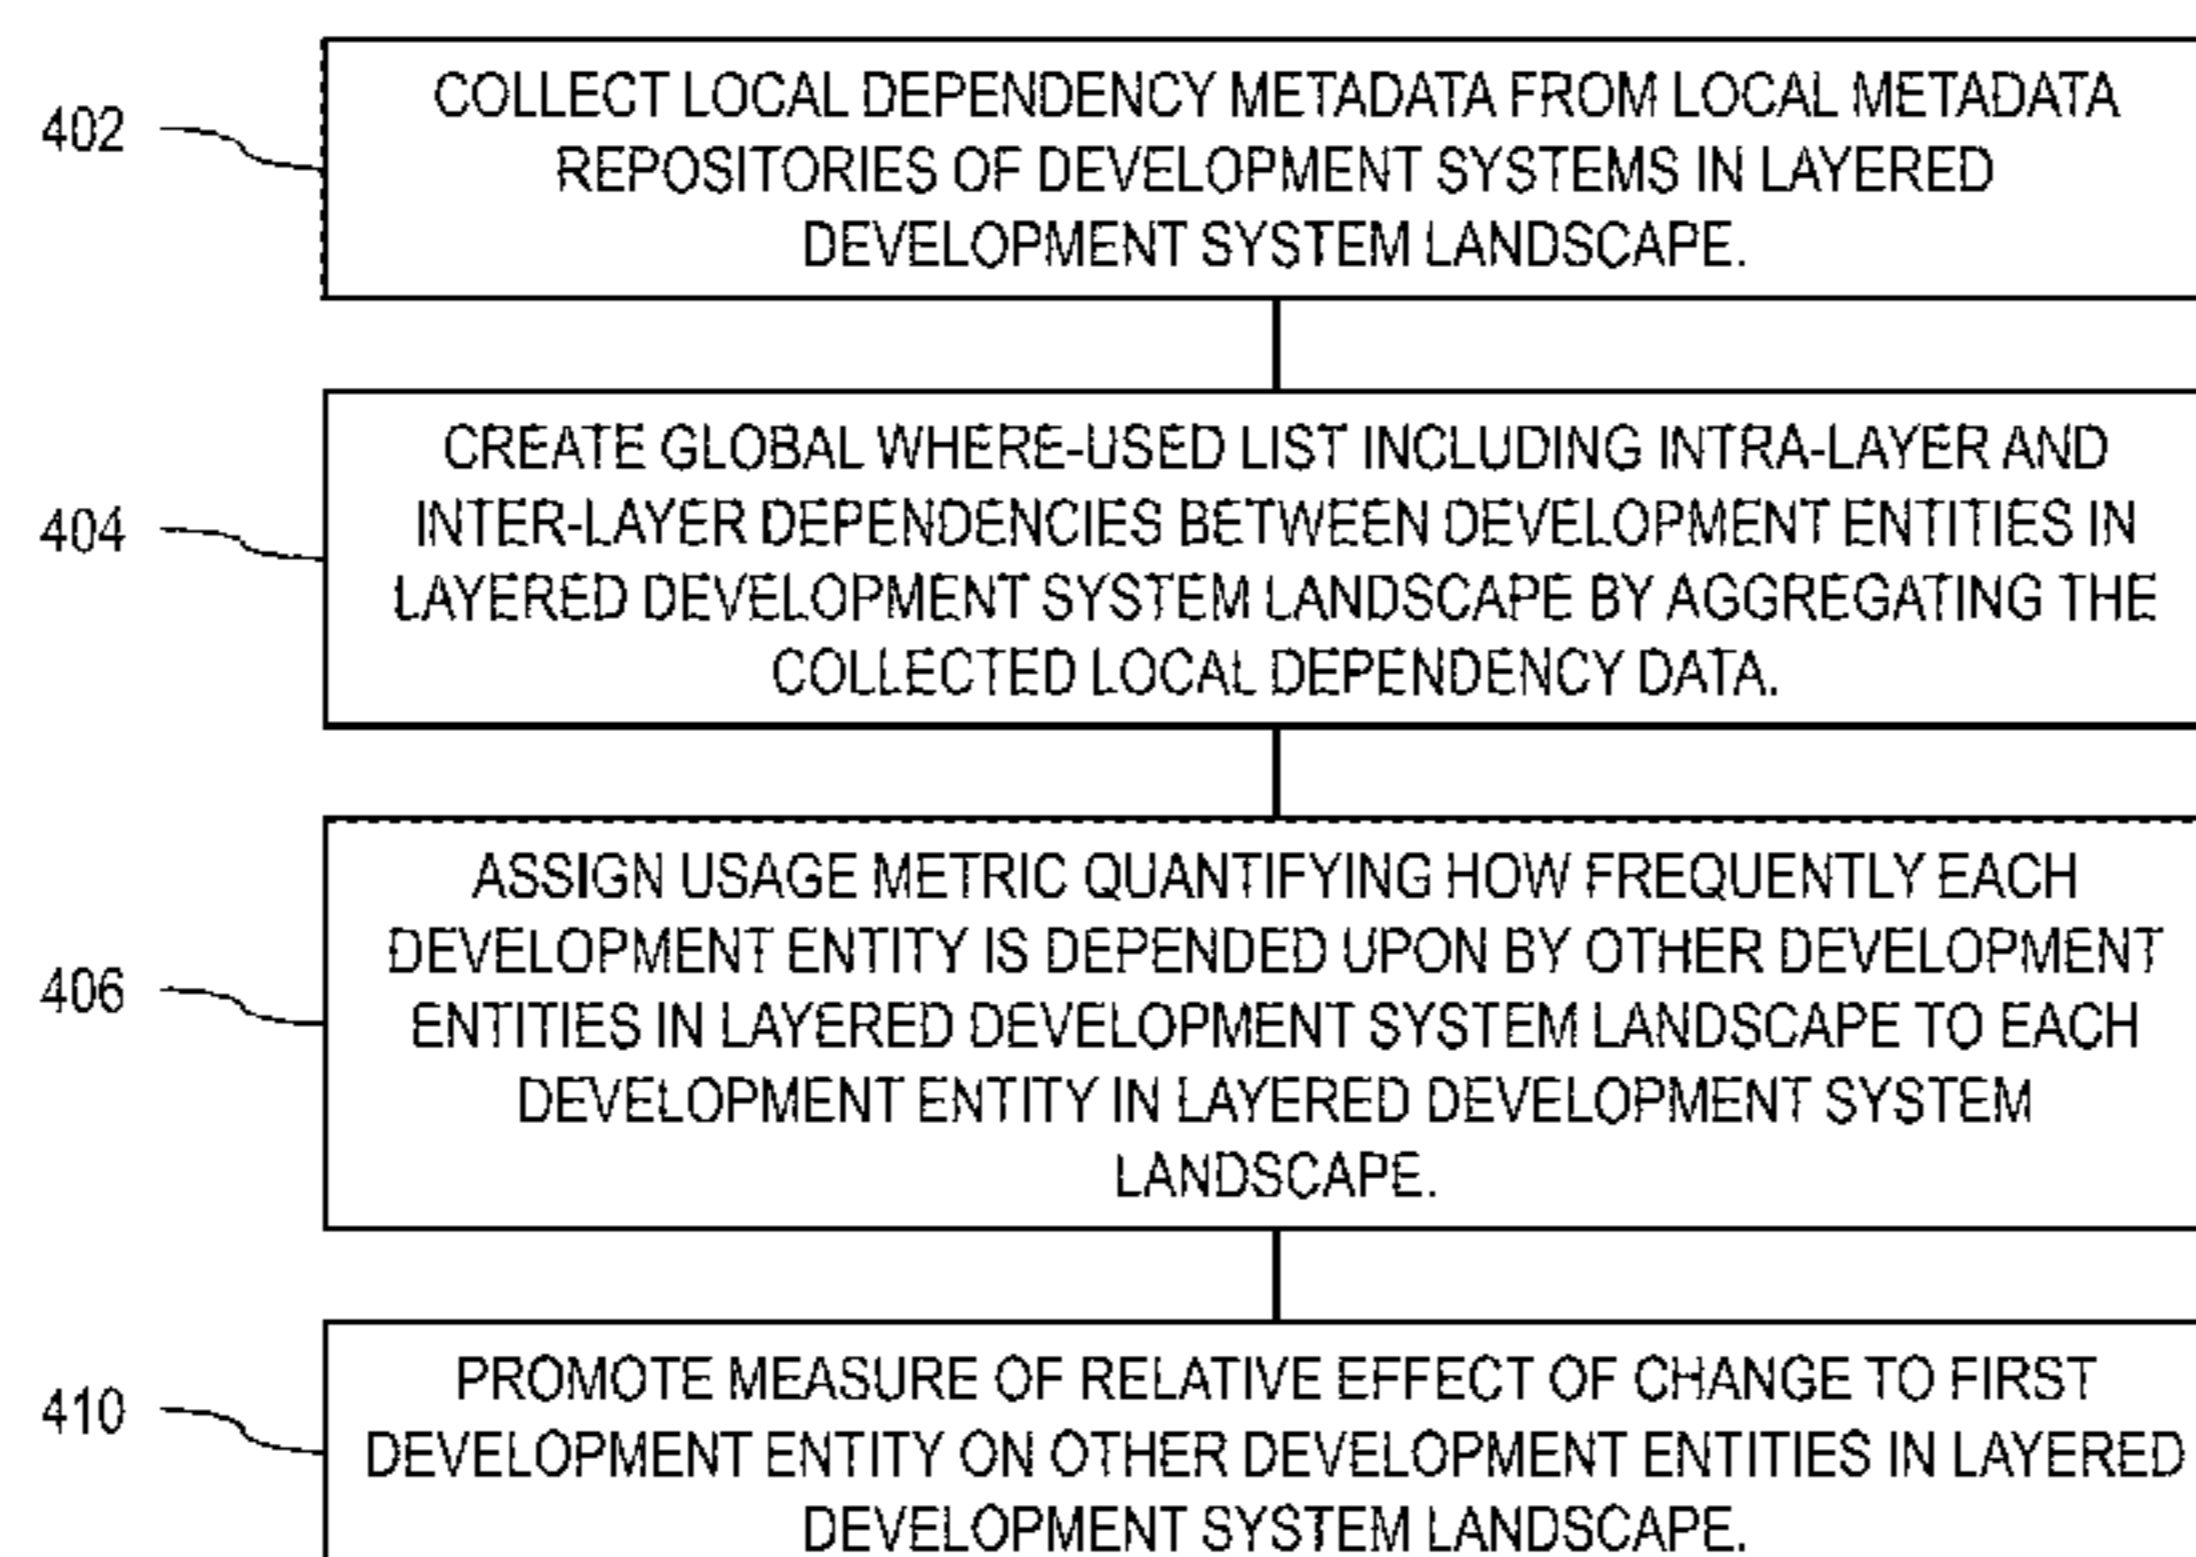 402
COLLECT LOCAL DEPENDENCY METADATA FROM LOCAL METADATA
REPOSITORIES OF DEVELOPMENT SYSTEMS IN LAYERED
DEVELOPMENT SYSTEM LANDSCAPE.
404
CREATE GLOBAL WHERE-USED LIST INCLUDING INTRA-LAYER AND
INTER-LAYER DEPENDENCIES BETWEEN DEVELOPMENT ENTITIES IN
LAYERED DEVELOPMENT SYSTEM LANDSCAPE BY AGGREGATING THE
COLLECTED LOCAL DEPENDENCY DATA.
406
ASSIGN USAGE METRIC QUANTIFYING HOW FREQUENTLY EACH
DEVELOPMENT ENTITY IS DEPENDED UPON BY OTHER DEVELOPMENT
ENTITIES IN LAYERED DEVELOPMENT SYSTEM LANDSCAPE TO EACH
DEVELOPMENT ENTITY IN LAYERED DEVELOPMENT SYSTEM
LANDSCAPE.
410
PROMOTE MEASURE OF RELATIVE EFFECT OF CHANGE TO FIRST
DEVELOPMENT ENTITY ON OTHER DEVELOPMENT ENTITIES IN LAYERED
DEVELOPMENT SYSTEM LANDSCAPE.